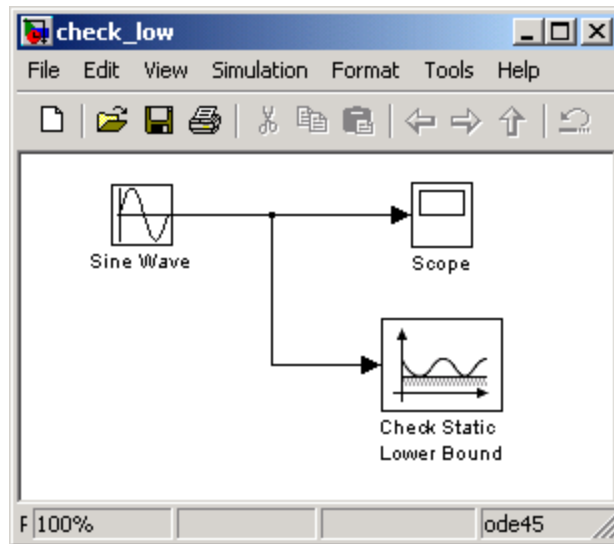 check_low
File Edit View Simulation Format Tools Help
Sine Wave
Scope
Check Static
Lower Bound
F 100% ode45